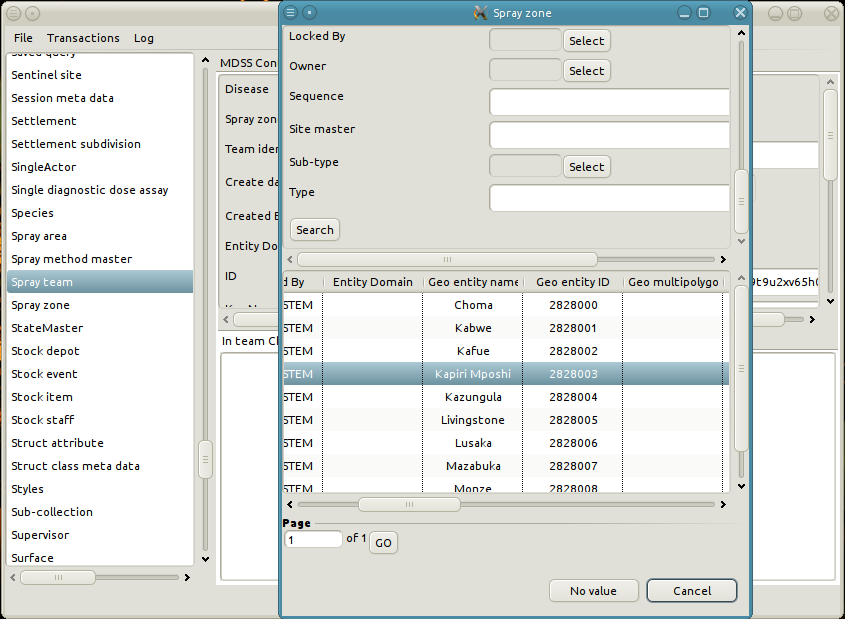 Spray zone
File Transactions Log
Saved query
Sentinel site
Session meta data
Settlement
Settlement subdivision
SingleActor
Single diagnostic dose assay
Species
Spray area
Spray method master
Spray team
Spray zone
StateMaster
Stock depot
Stock event
Stock item
Stock staff
Struct attribute
Struct class meta data
Styles
Sub-collection
Supervisor
Surface
MDSS Con
Disease
Spray zon
Team iden
Create da
Created B
Entity Do
ID
In team Cl
Locked By Select
Owner Select
Sequence
Site master
Sub-type Select
Type
Search
d By Entity Domain Geo entity name Geo entity ID Geo multipolygo
STEM Choma 2828000
STEM Kabwe 2828001
STEM Kafue 2828002
STEM Kapiri Mposhi 2828003
STEM Kazungula 2828004
STEM Livingstone 2828005
STEM Lusaka 2828006
STEM Mazabuka 2828007
STEM Monze 2828008
Page
1 of 1 GO
No value Cancel